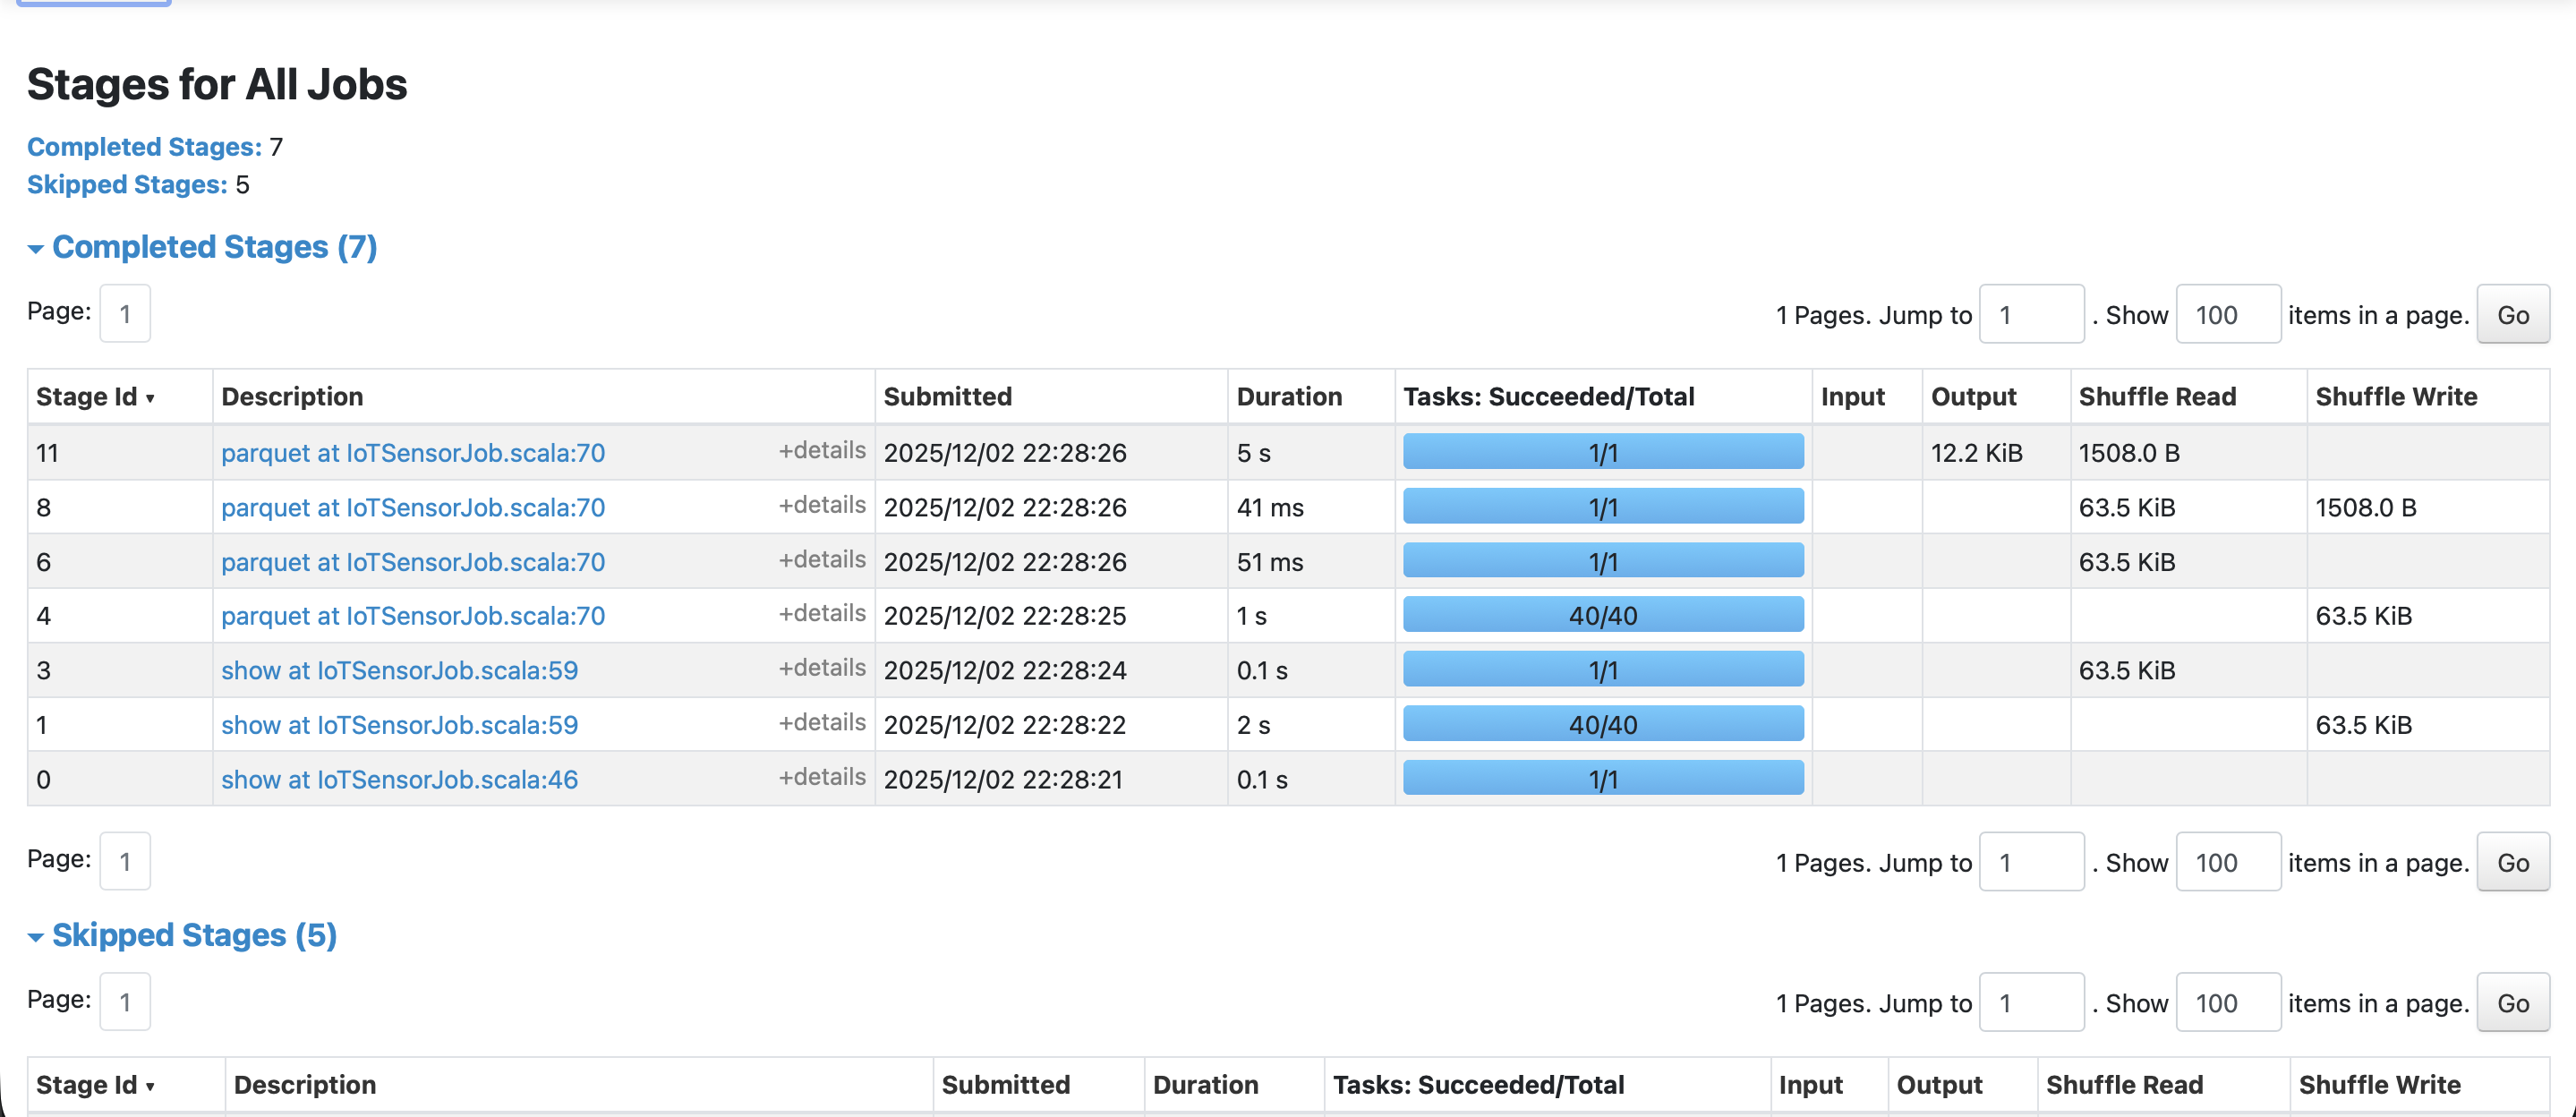 Stages for All Jobs
Completed Stages: 7
Skipped Stages: 5
Completed Stages (7)
Page: 1 1 Pages. Jump to 1 . Show 100 items in a page. Go
Stage Id ▾ Description Submitted Duration Tasks: Succeeded/Total Input Output Shuffle Read Shuffle Write
11 parquet at IoTSensorJob.scala:70 +details 2025/12/02 22:28:26 5 s 1/1 12.2 KiB 1508.0 B
8 parquet at IoTSensorJob.scala:70 +details 2025/12/02 22:28:26 41 ms 1/1 63.5 KiB 1508.0 B
6 parquet at IoTSensorJob.scala:70 +details 2025/12/02 22:28:26 51 ms 1/1 63.5 KiB
4 parquet at IoTSensorJob.scala:70 +details 2025/12/02 22:28:25 1 s 40/40 63.5 KiB
3 show at IoTSensorJob.scala:59 +details 2025/12/02 22:28:24 0.1 s 1/1 63.5 KiB
1 show at IoTSensorJob.scala:59 +details 2025/12/02 22:28:22 2 s 40/40 63.5 KiB
0 show at IoTSensorJob.scala:46 +details 2025/12/02 22:28:21 0.1 s 1/1
Page: 1 1 Pages. Jump to 1 . Show 100 items in a page. Go
Skipped Stages (5)
Page: 1 1 Pages. Jump to 1 . Show 100 items in a page. Go
Stage Id ▾ Description Submitted Duration Tasks: Succeeded/Total Input Output Shuffle Read Shuffle Write